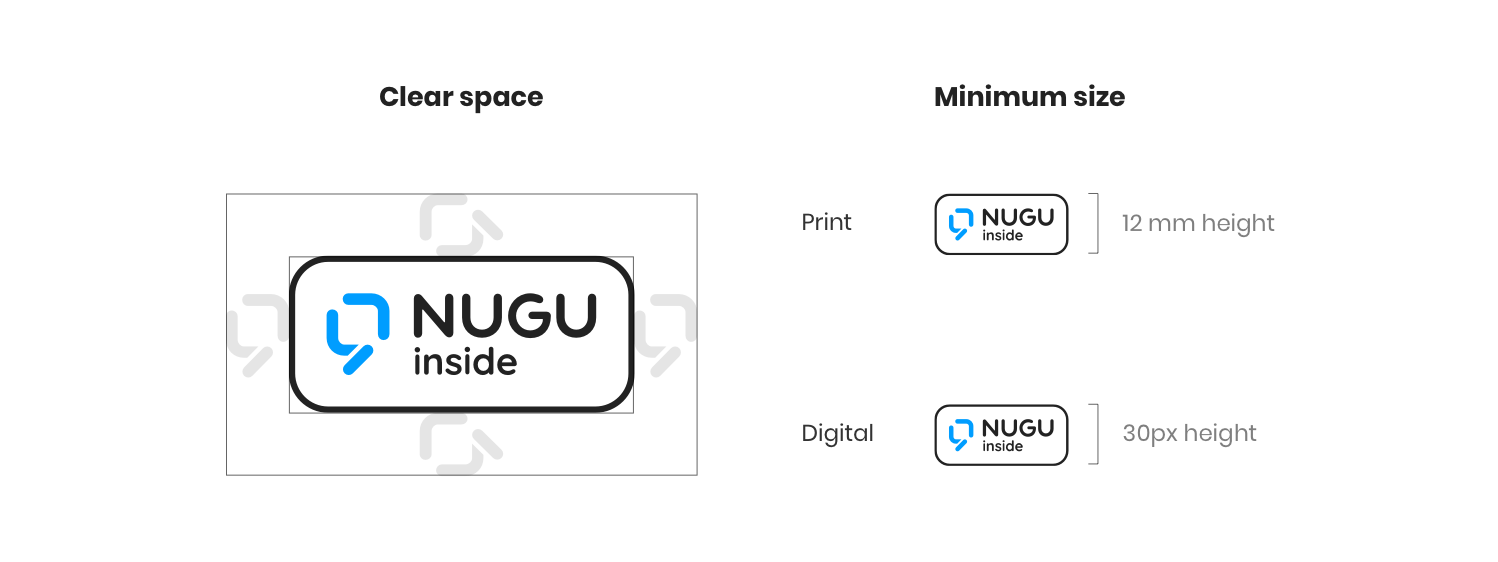 Clear space
NUGU
inside
Minimum size
Print
NUGU
inside
12 mm height
Digital
NUGU
inside
30px height